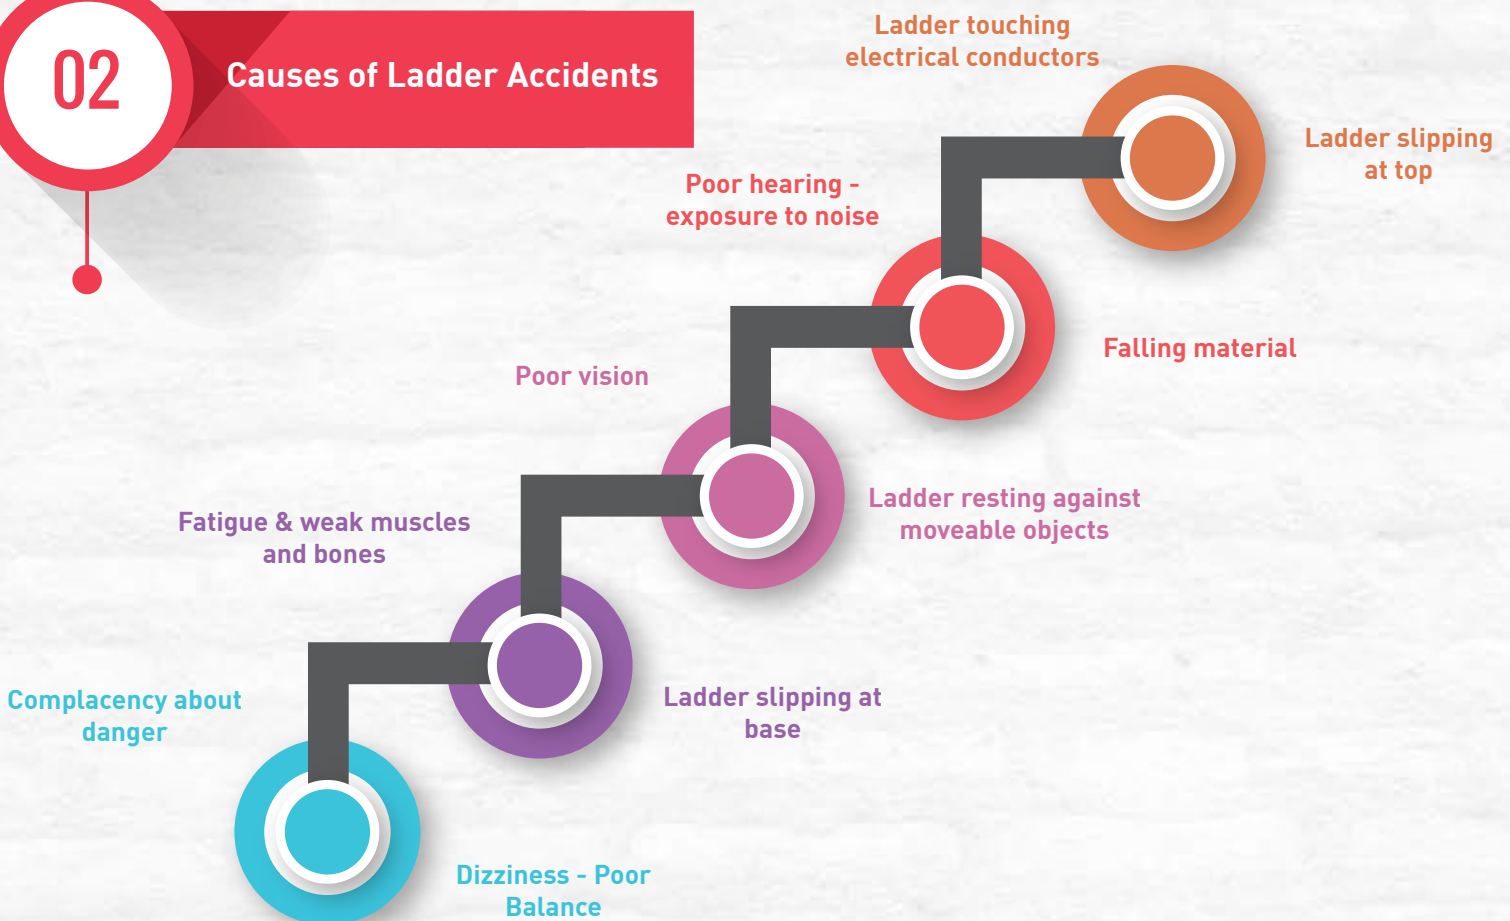 02
Causes of Ladder Accidents
Ladder touching
electrical conductors
Ladder slipping
at top
Poor hearing -
exposure to noise
Falling material
Poor vision
Ladder resting against
moveable objects
Fatigue & weak muscles
and bones
Ladder slipping at
base
Complacency about
danger
Dizziness - Poor
Balance